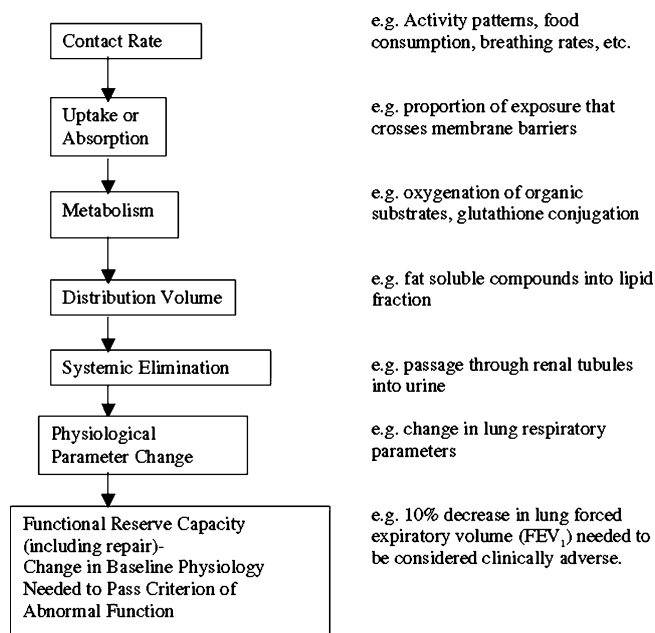 Contact Rate
e.g. Activity patterns, food
consumption, breathing rates, etc.
Uptake or
Absorption
e.g. proportion of exposure that
crosses membrane barriers
Metabolism
e.g. oxygenation of organic
substrates, glutathione conjugation
Distribution Volume
e.g. fat soluble compounds into lipid
fraction
Systemic Elimination
e.g. passage through renal tubules
into urine
Physiological
Parameter Change
e.g. change in lung respiratory
parameters
Functional Reserve Capacity
(including repair)-
Change in Baseline Physiology
Needed to Pass Criterion of
Abnormal Function
e.g. 10% decrease in lung forced
expiratory volume (FEV₁) needed to
be considered clinically adverse.